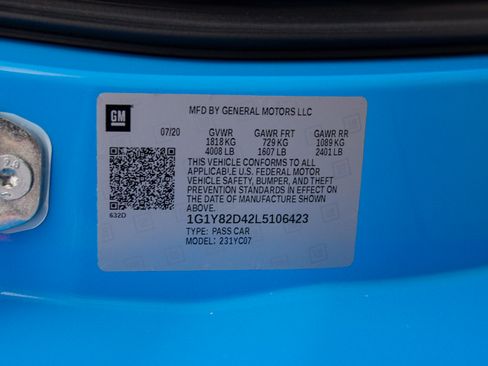 GM
MFD BY GENERAL MOTORS LLC
07/20 GVWR GAWR FRT GAWR RR
1818 KG 729 KG 1089 KG
4008 LB 1607 LB 2401 LB
THIS VEHICLE CONFORMS TO ALL
APPLICABLE U.S. FEDERAL MOTOR
VEHICLE SAFETY, BUMPER, AND THEFT
PREVENTION STANDARDS IN EFFECT ON
THE DATE OF MANUFACTURE SHOWN
ABOVE.
632D
1G1Y82D42L5106423
TYPE: PASS CAR
MODEL: 231YC07